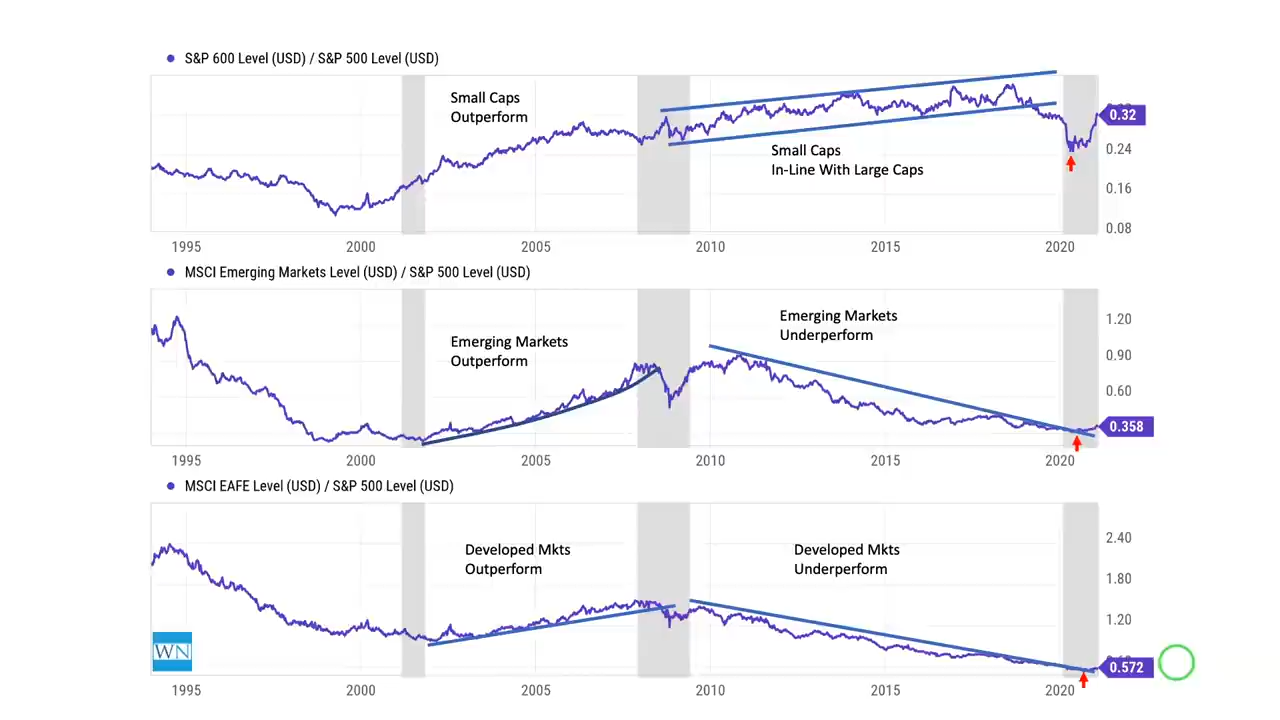 S&P 600 Level (USD) / S&P 500 Level (USD)
Small Caps
Outperform
Small Caps
In-Line With Large Caps
0.32
0.24
0.16
0.08
1995 2000 2005 2010 2015 2020
MSCI Emerging Markets Level (USD) / S&P 500 Level (USD)
Emerging Markets
Outperform
Emerging Markets
Underperform
1.20
0.90
0.60
0.358
1995 2000 2005 2010 2015 2020
MSCI EAFE Level (USD) / S&P 500 Level (USD)
Developed Mkts
Outperform
Developed Mkts
Underperform
2.40
1.80
1.20
0.572
WN
1995 2000 2005 2010 2015 2020